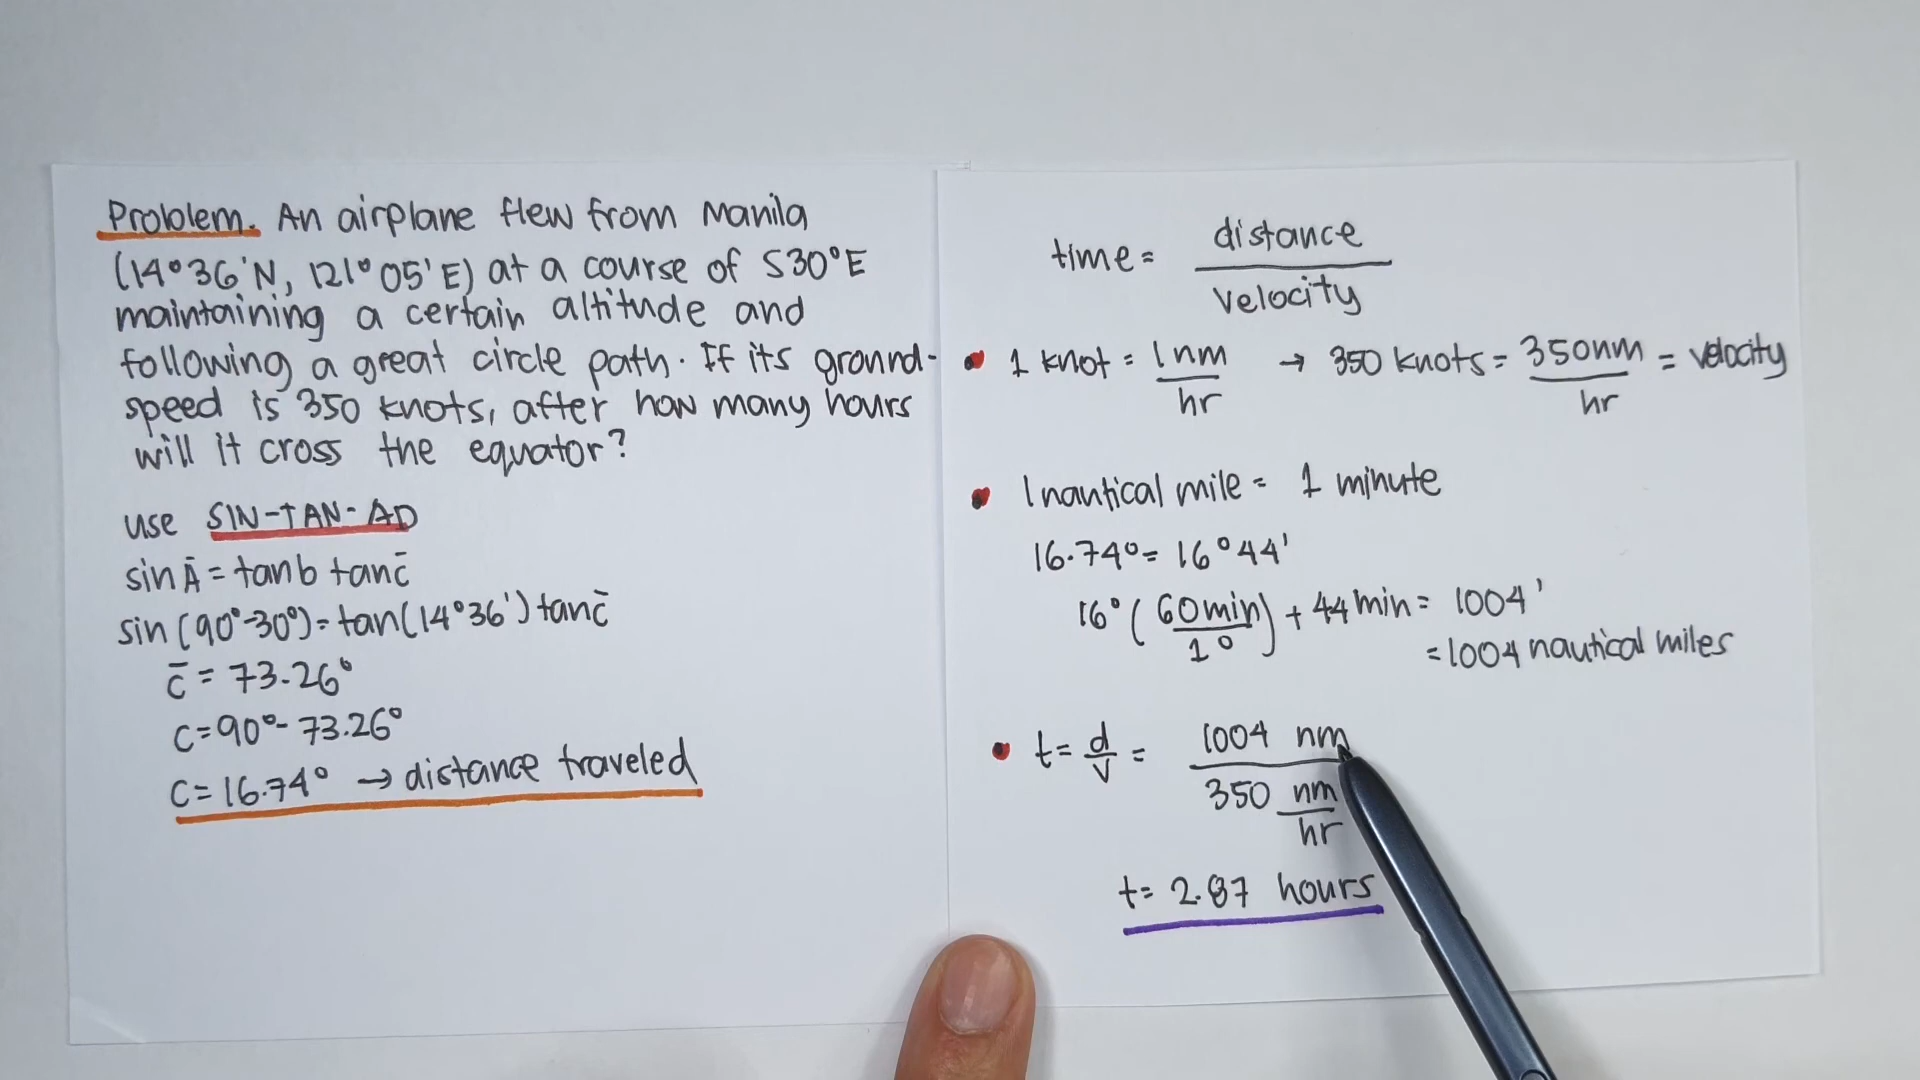 Problem. An airplane flew from Manila
(14°36'N, 121°05'E) at a course of S30°E
maintaining a certain altitude and
following a great circle path. If its ground-
speed is 350 knots, after how many hours
will it cross the equator?
use SIN-TAN-AD
sin Ā = tan b tan c̄
sin (90°-30°) = tan(14°36') tan c̄
c̄ = 73.26°
c = 90° - 73.26°
c = 16.74° → distance traveled
time = distance / velocity
• 1 knot = 1 nm / hr → 350 knots = 350 nm / hr = velocity
• 1 nautical mile = 1 minute
16.74° = 16°44'
16° (60 min / 1°) + 44 min = 1004'
= 1004 nautical miles
• t = d / v = 1004 nm / 350 nm / hr
t = 2.87 hours